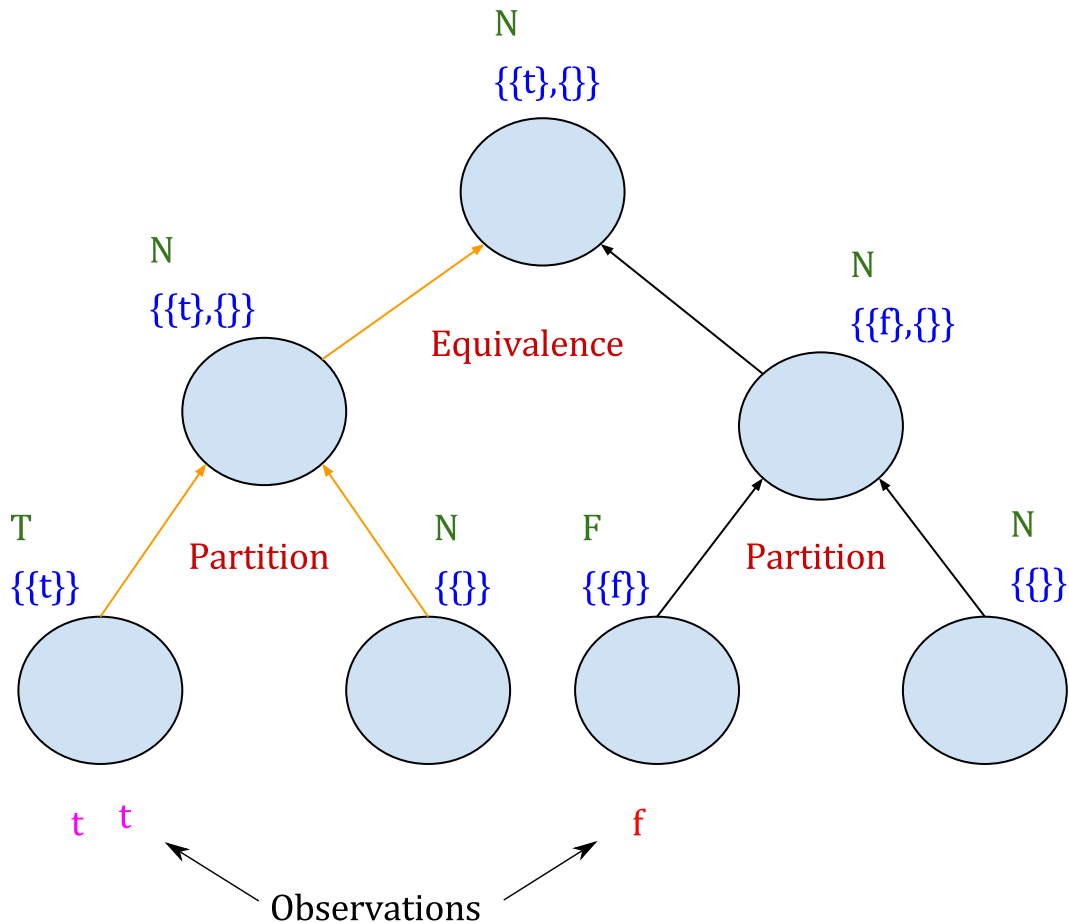 N
{{t},{}}
N
{{t},{}}
N
{{f},{}}
Equivalence
T
{{t}}
Partition
N
{{}}
F
{{f}}
Partition
N
{{}}
t t
f
Observations